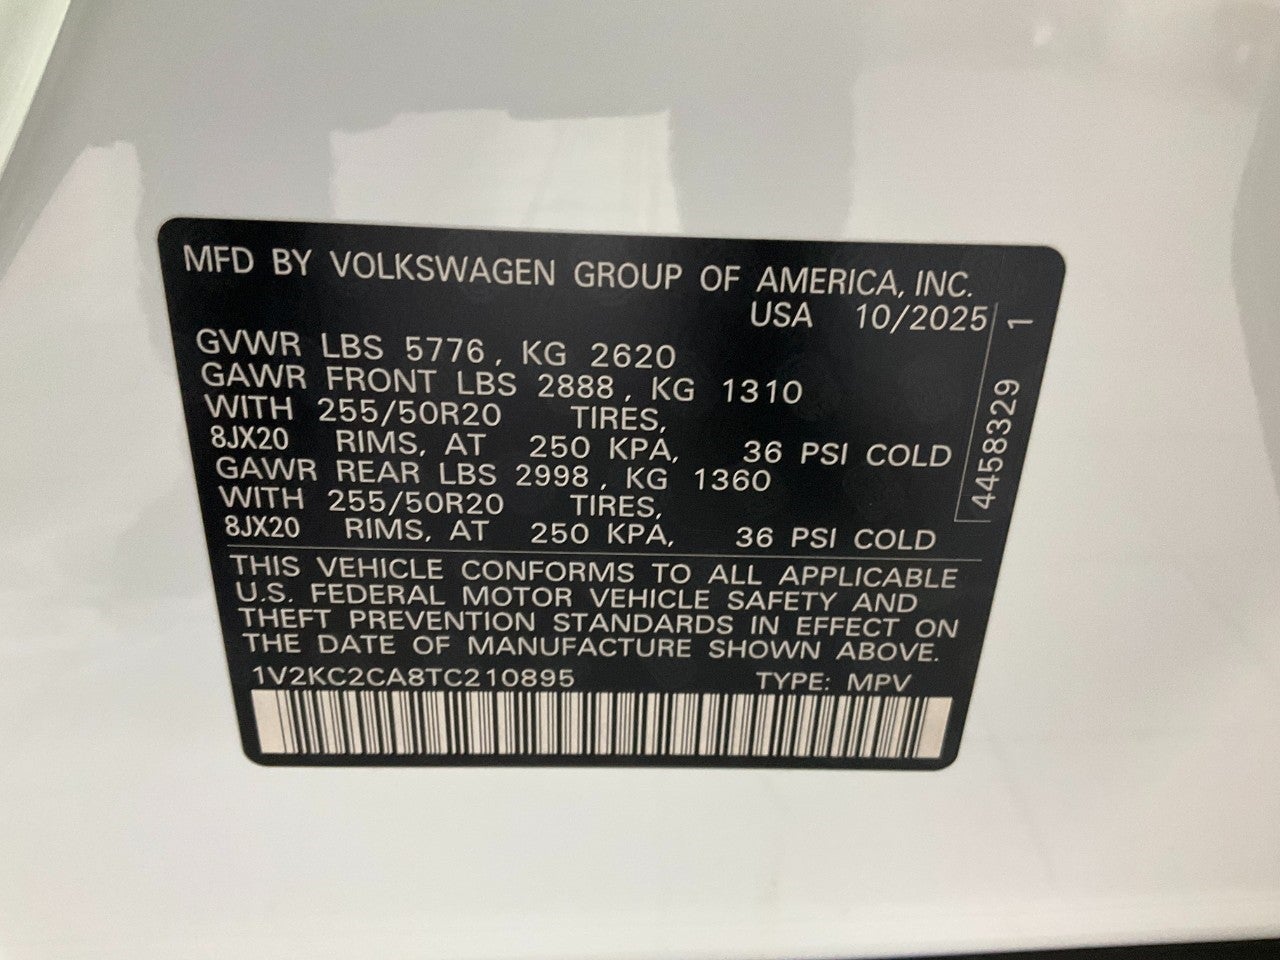 MFD BY VOLKSWAGEN GROUP OF AMERICA, INC.
USA 10/2025
GVWR LBS 5776, KG 2620
GAWR FRONT LBS 2888, KG 1310
WITH 255/50R20 TIRES,
8JX20 RIMS, AT 250 KPA, 36 PSI COLD
GAWR REAR LBS 2998, KG 1360
WITH 255/50R20 TIRES,
8JX20 RIMS, AT 250 KPA, 36 PSI COLD
THIS VEHICLE CONFORMS TO ALL APPLICABLE
U.S. FEDERAL MOTOR VEHICLE SAFETY AND
THEFT PREVENTION STANDARDS IN EFFECT ON
THE DATE OF MANUFACTURE SHOWN ABOVE.
1V2KC2CA8TC210895 TYPE: MPV
4458329 1